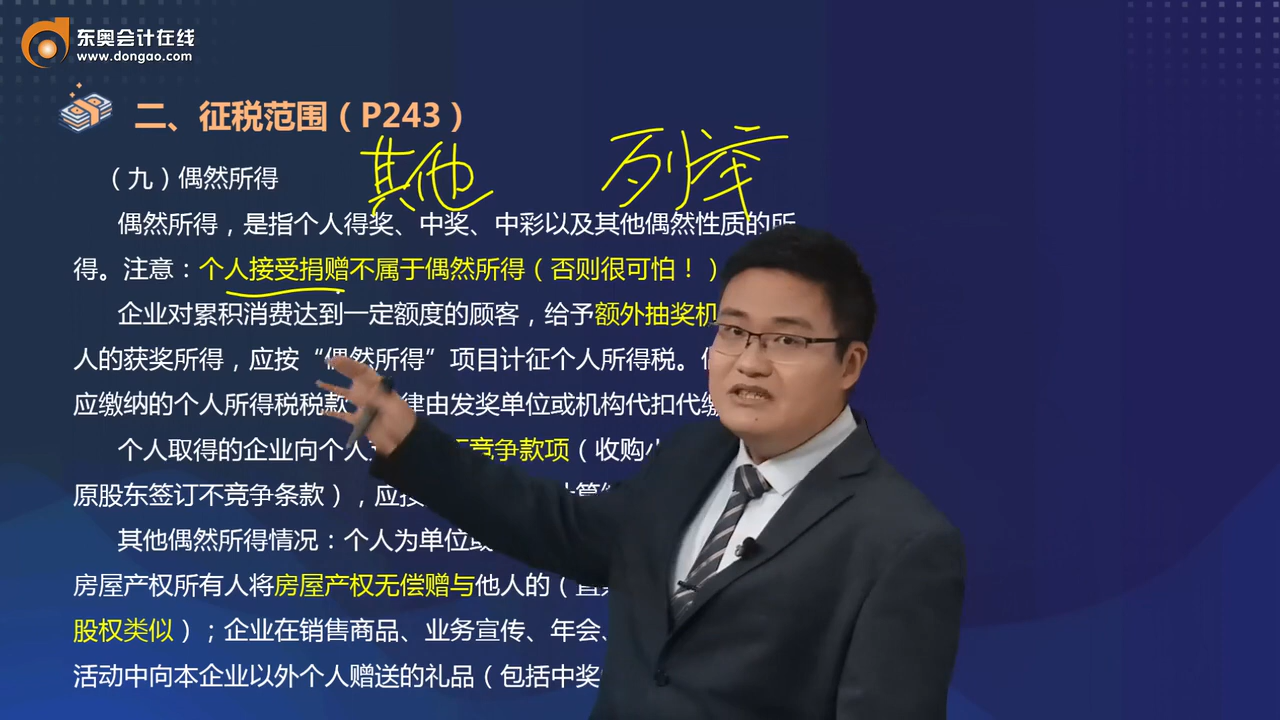 东奥会计在线
www.dongao.com
二、征税范围（P243）
其他 列举
（九）偶然所得
偶然所得，是指个人得奖、中奖、中彩以及其他偶然性质的所
得。注意：个人接受捐赠不属于偶然所得（否则很可怕！）
企业对累积消费达到一定额度的顾客，给予额外抽奖机
人的获奖所得，应按“偶然所得”项目计征个人所得税。
应缴纳的个人所得税税款 律由发奖单位或机构代扣代缴
个人取得的企业向个人 竞争款项（收购
原股东签订不竞争条款），应按
其他偶然所得情况：个人为单位或
房屋产权所有人将房屋产权无偿赠与他人的（
股权类似）；企业在销售商品、业务宣传、年会、
活动中向本企业以外个人赠送的礼品（包括中奖